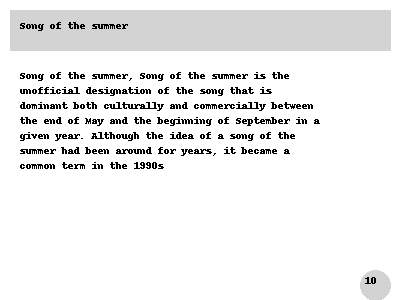 Song of the summer
Song of the summer, Song of the summer is the
unofficial designation of the song that is
dominant both culturally and commercially between
the end of May and the beginning of September in a
given year. Although the idea of a song of the
summer had been around for years, it became a
common term in the 1990s
10